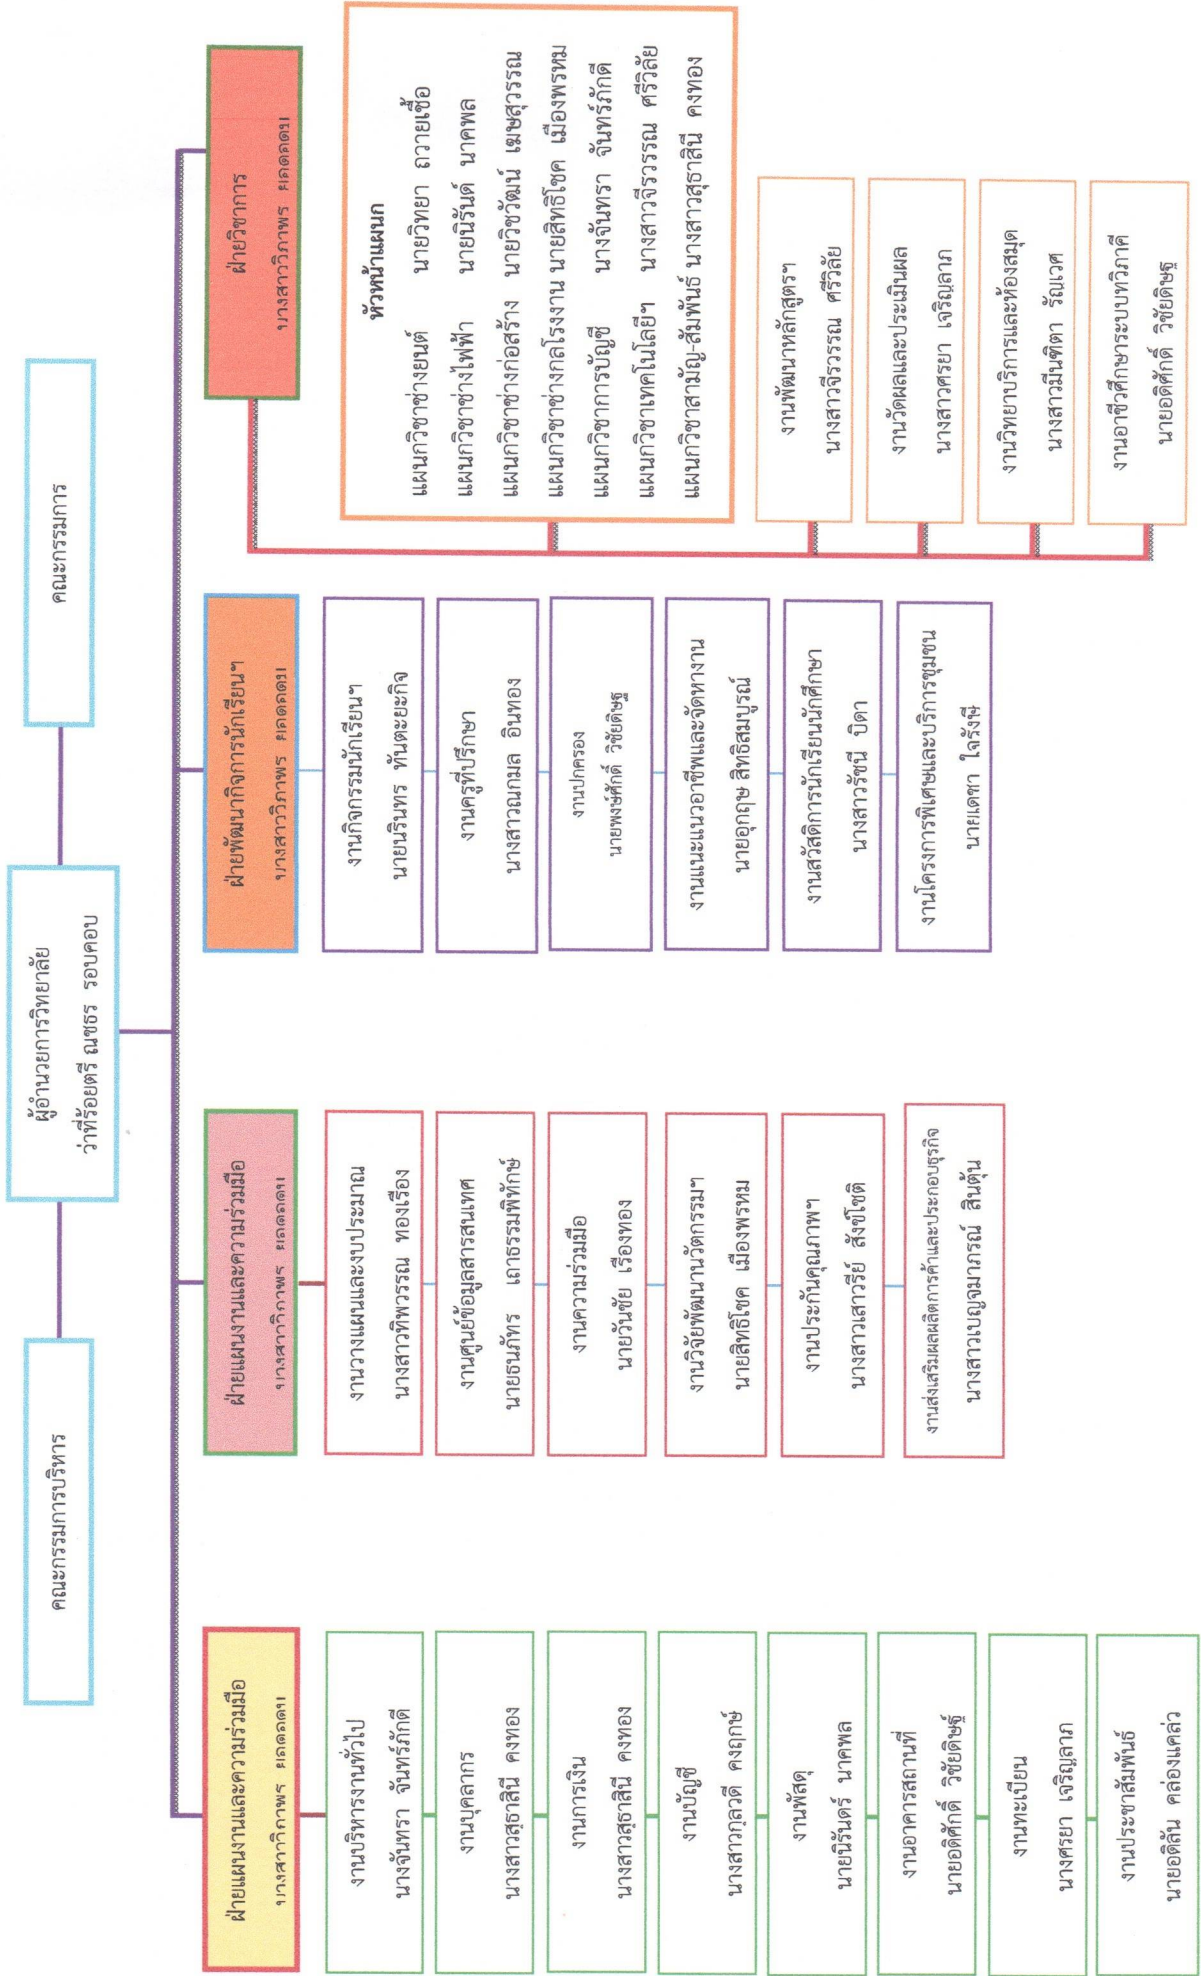 ผู้อำนวยการวิทยาลัย
ว่าที่ร้อยตรี ณชธร รอบคอบ
คณะกรรมการบริหาร
คณะกรรมการ
ฝ่ายแผนงานและความร่วมมือ
งานบริหารงานทั่วไป
นางจันทรา จันทร์ภักดี
งานบุคลากร
นางสาวสุธาสินี คงทอง
งานการเงิน
นางสาวสุธาสินี คงทอง
งานบัญชี
นางสาวกุลวดี คงฤกษ์
งานพัสดุ
นายนิรันดร์ นาคพล
งานอาคารสถานที่
นายอดิศักดิ์ วิชัยดิษฐ
งานทะเบียน
นางศรยา เจริญลาภ
งานประชาสัมพันธ์
นายอดิลัน คล่องแคล่ว
ฝ่ายแผนงานและความร่วมมือ
งานวางแผนและงบประมาณ
นางสาวทิพวรรณ ทองเรือง
งานศูนย์ข้อมูลสารสนเทศ
นายธนภัทร เถาธรรมพิทักษ์
งานความร่วมมือ
นายวันชัย เรืองทอง
งานวิจัยพัฒนานวัตกรรมฯ
นายสิทธิโชค เมืองพรหม
งานประกันคุณภาพฯ
นางสาวเสาวรีย์ สังข์โชติ
งานส่งเสริมผลผลิตการค้าและประกอบธุรกิจ
นางสาวเบญจมาภรณ์ สินตุ้น
ฝ่ายพัฒนากิจการนักเรียนฯ
นางสาววิภาพร
งานกิจกรรมนักเรียนฯ
นายนรินทร ทันตะยะกิจ
งานครูที่ปรึกษา
นางสาวณกมล อินทอง
งานปกครอง
นายพงษ์ศักดิ์ วิชัยดิษฐ
งานแนะแนวอาชีพและจัดหางาน
นายอุกฤษ สิทธิสมบูรณ์
งานสวัสดิการนักเรียนนักศึกษา
นางสาวรัชนี บิดา
งานโครงการพิเศษและบริการชุมชน
นายเดชา ใจรังษี
ฝ่ายวิชาการ
นางสาววิภาพร
หัวหน้าแผนก
แผนกวิชาช่างยนต์ นายวิทยา ถวายเชื้อ
แผนกวิชาช่างไฟฟ้า นายนิรันด์ นาคพล
แผนกวิชาช่างก่อสร้าง นายวิชวัฒน์ เฆษสุวรรณ
แผนกวิชาช่างกลโรงงาน นายสิทธิโชค เมืองพรหม
แผนกวิชาการบัญชี นางจันทรา จันทร์ภักดี
แผนกวิชาเทคโนโลยีฯ นางสาวจีรวรรณ ศรีวิลัย
แผนกวิชาสามัญ-สัมพันธ์ นางสาวสุธาสินี คงทอง
งานพัฒนาหลักสูตรฯ
นางสาวจีรวรรณ ศรีวิลัย
งานวัดผลและประเมินผล
นางสาวศรยา เจริญลาภ
งานวิทยาบริการและห้องสมุด
นางสาวมีนฑิตา รัญเวศ
งานอาชีวศึกษาระบบทวิภาคี
นายอดิศักดิ์ วิชัยดิษฐ